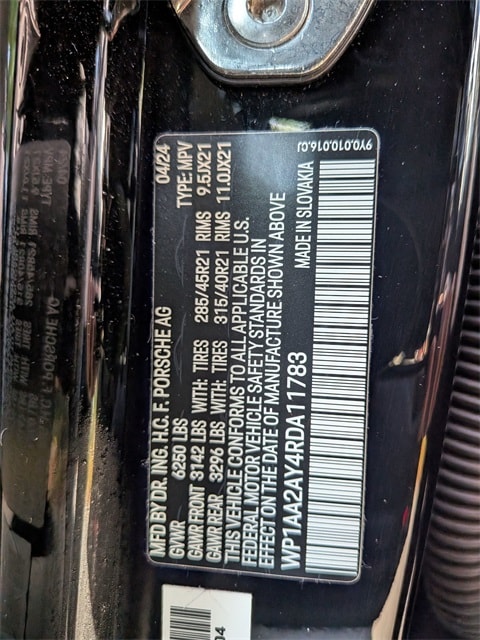 MFD BY DR. ING. H.C. F. PORSCHE AG 04/24
GVWR 6250 LBS TYPE: MPV
GAWR FRONT 3142 LBS WITH: TIRES 285/45R21 RIMS 9.5JX21
GAWR REAR 3296 LBS WITH: TIRES 315/40R21 RIMS 11.0JX21
THIS VEHICLE CONFORMS TO ALL APPLICABLE U.S.
FEDERAL MOTOR VEHICLE SAFETY STANDARDS IN
EFFECT ON THE DATE OF MANUFACTURE SHOWN ABOVE
WP1AA2AY4RDA11783 MADE IN SLOVAKIA
9Y0.010.016.0J
04